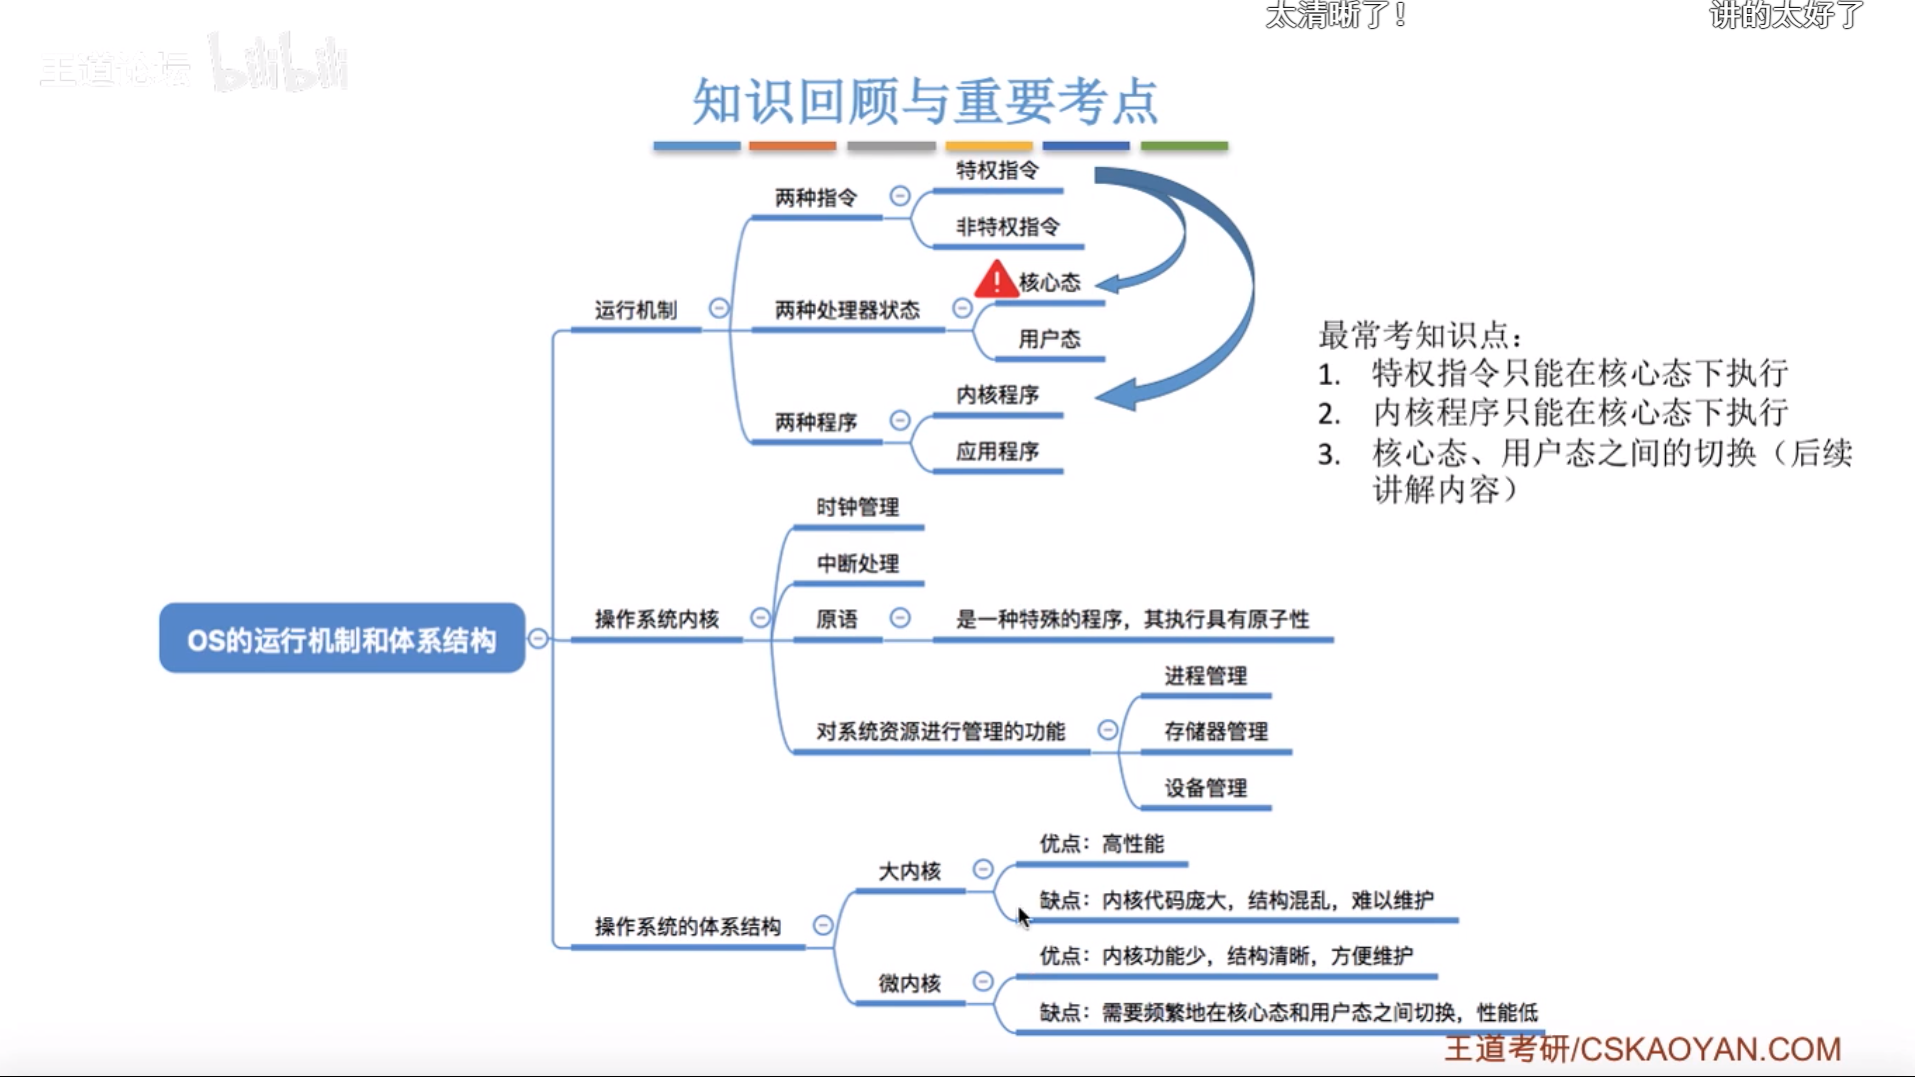 太清晰了！
讲的太好了
王道论坛 bilibili
知识回顾与重要考点
特权指令
两种指令
非特权指令
核心态
运行机制
两种处理器状态
用户态
内核程序
两种程序
应用程序
最常考知识点：
1. 特权指令只能在核心态下执行
2. 内核程序只能在核心态下执行
3. 核心态、用户态之间的切换（后续
讲解内容）
时钟管理
中断处理
操作系统内核
原语
是一种特殊的程序，其执行具有原子性
OS的运行机制和体系结构
进程管理
对系统资源进行管理的功能
存储器管理
设备管理
优点：高性能
大内核
缺点：内核代码庞大，结构混乱，难以维护
操作系统的体系结构
优点：内核功能少，结构清晰，方便维护
微内核
缺点：需要频繁地在核心态和用户态之间切换，性能低
王道考研/CSKAOYAN.COM